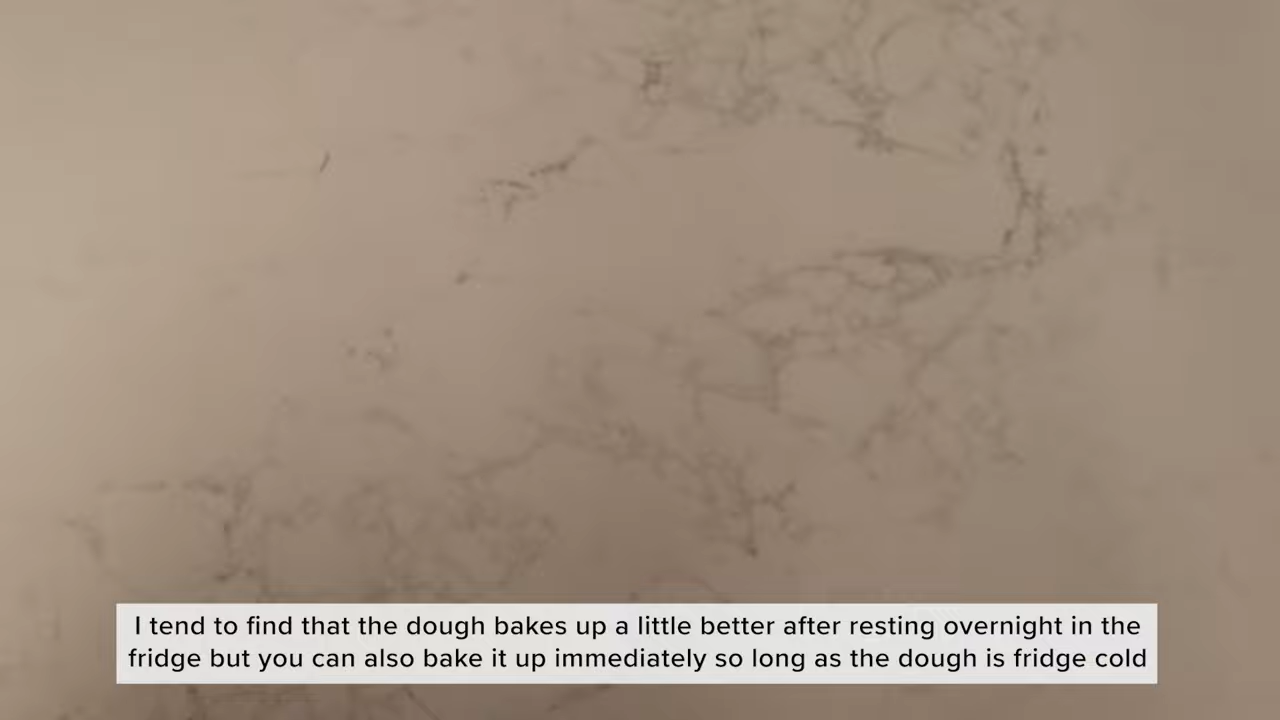 I tend to find that the dough bakes up a little better after resting overnight in the
fridge but you can also bake it up immediately so long as the dough is fridge cold